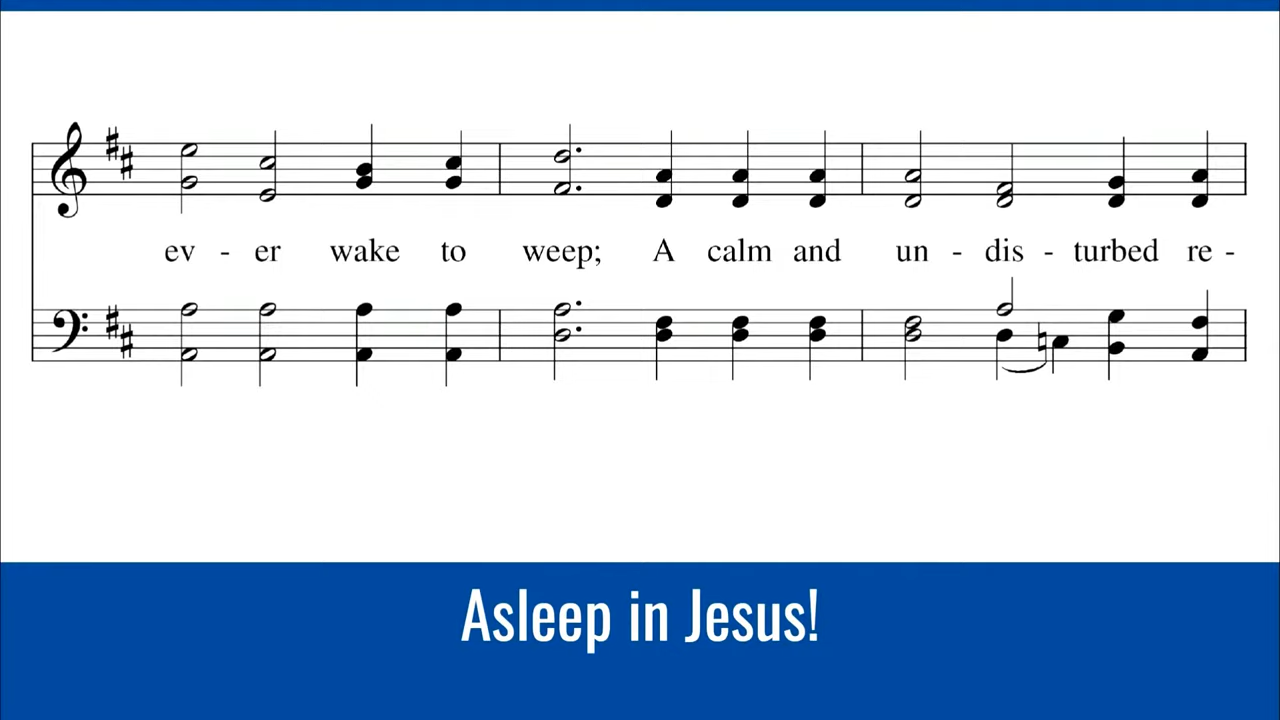 ev - er wake to weep; A calm and un - dis - turbed re -
Asleep in Jesus!